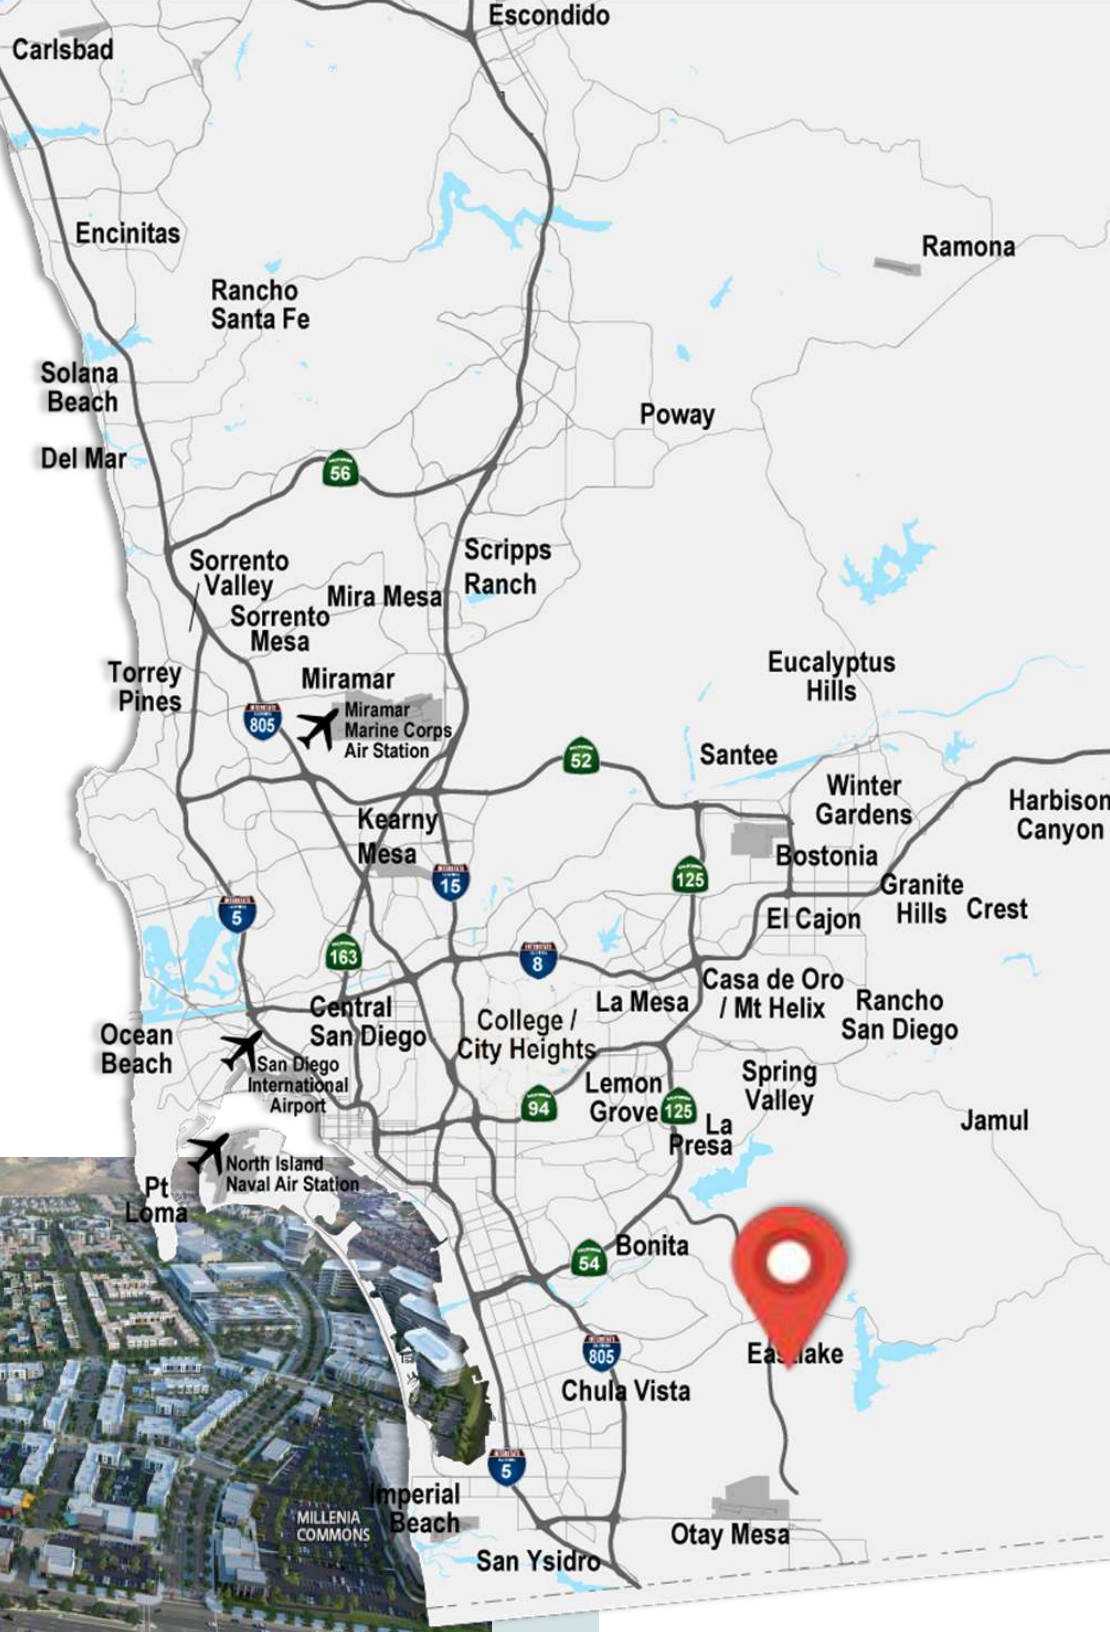 Escondido
Carlsbad
Encinitas
Ramona
Rancho
Santa Fe
Solana
Beach
Poway
Del Mar
56
Sorrento
Valley
Scripps
Ranch
Mira Mesa
Sorrento
Mesa
Torrey
Pines
Miramar
Eucalyptus
Hills
805
Miramar
Marine Corps
Air Station
52
Santee
Winter
Gardens
Harbison
Canyon
Kearny
Mesa
Bostonia
15
125
Granite
Hills
Crest
5
El Cajon
163
8
Casa de Oro
/ Mt Helix
La Mesa
Rancho
San Diego
Central
San Diego
College /
City Heights
Ocean
Beach
San Diego
International
Airport
Lemon
Grove
Spring
Valley
94
125
La
Presa
Jamul
North Island
Naval Air Station
Pt
Loma
Bonita
54
805
Eastlake
Chula Vista
5
Imperial
Beach
MILLENIA
COMMONS
Otay Mesa
San Ysidro